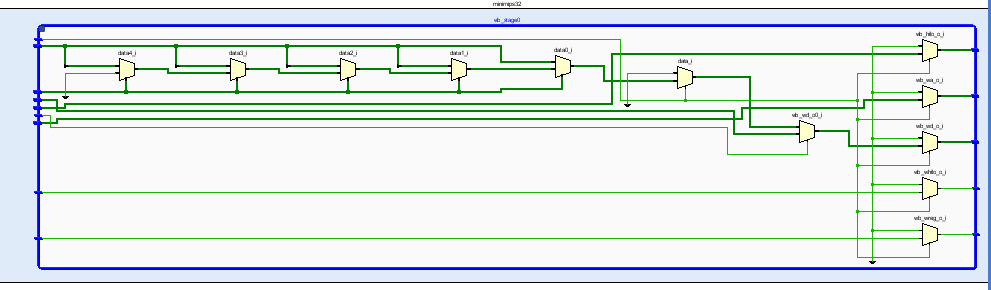 minimips32
wb_stage0
data4_i
data3_i
data2_i
data1_i
data0_i
data_i
wb_wd_o0_i
wb_hilo_o_i
wb_wa_o_i
wb_wd_o_i
wb_whilo_o_i
wb_wreg_o_i